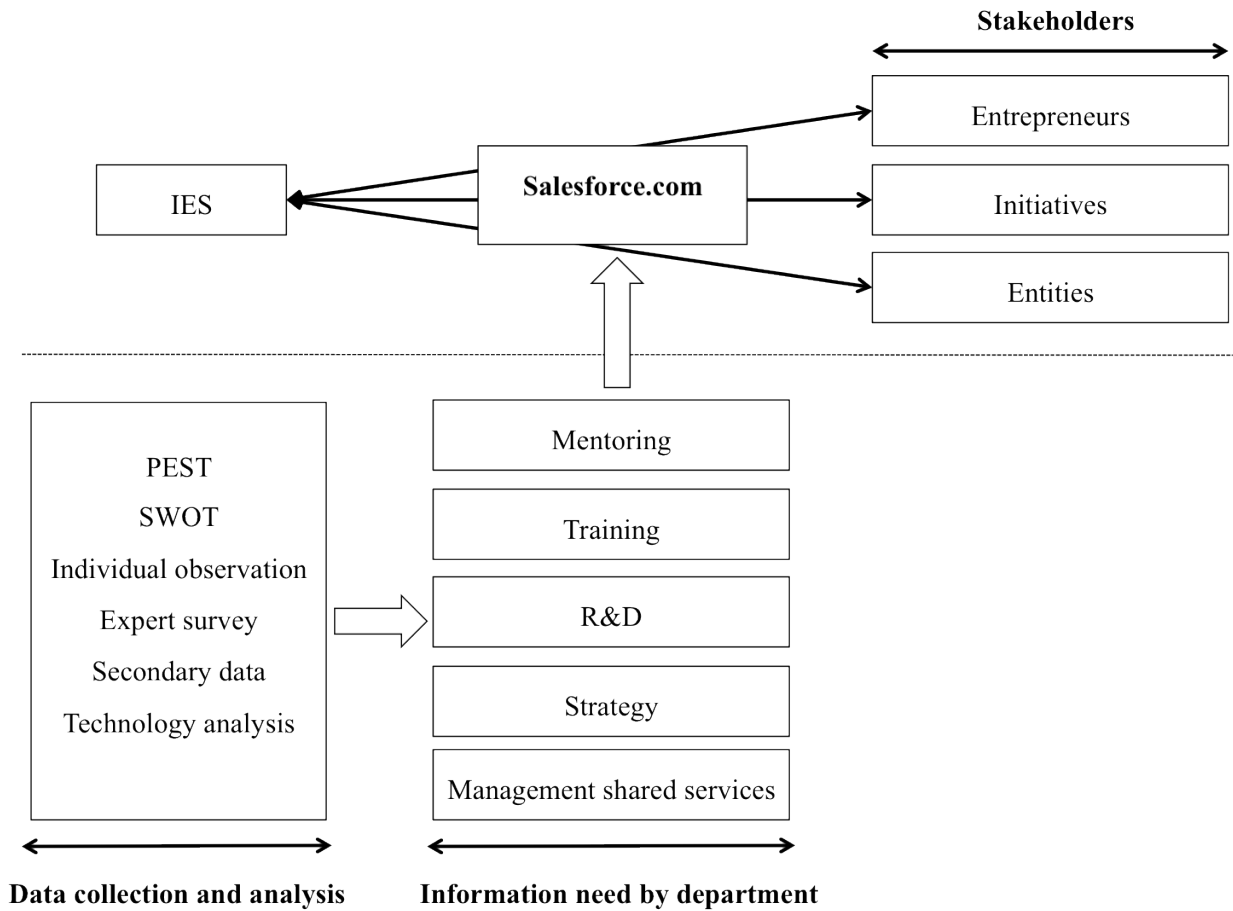 Stakeholders
Entrepreneurs
Salesforce.com
IES
Initiatives
Entities
PEST
SWOT
Individual observation
Expert survey
Secondary data
Technology analysis
Mentoring
Training
R&D
Strategy
Management shared services
Data collection and analysis
Information need by department